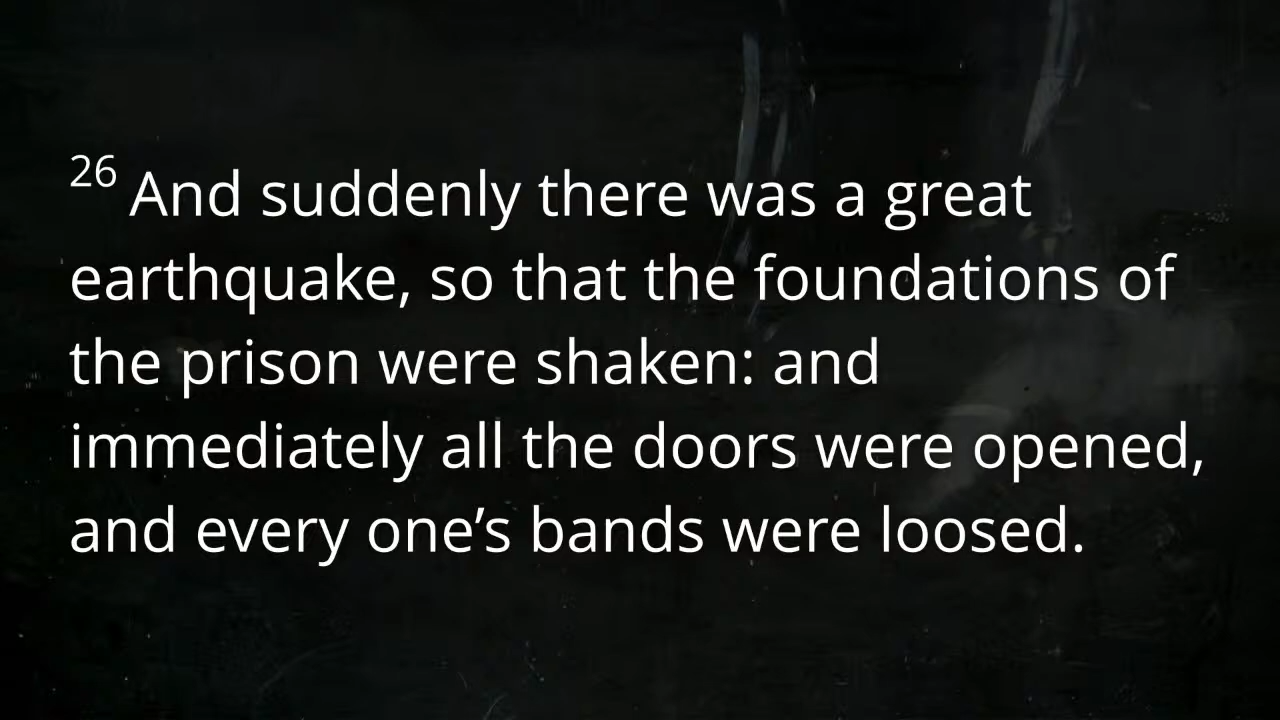 26 And suddenly there was a great
earthquake, so that the foundations of
the prison were shaken: and
immediately all the doors were opened,
and every one’s bands were loosed.